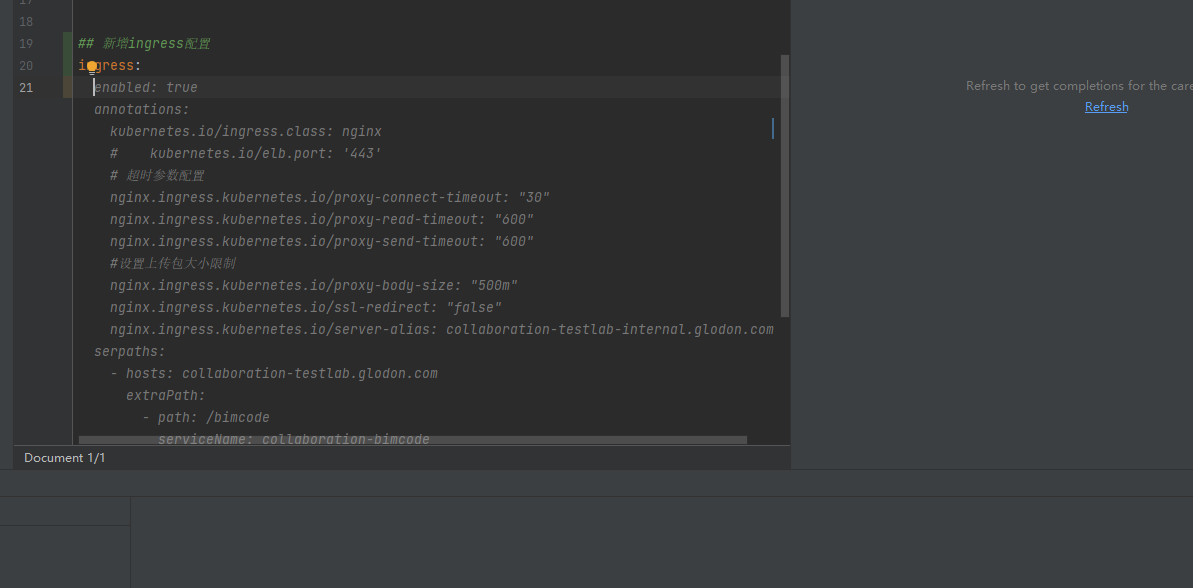 18
19 ## 新增ingress配置
20 ingress:
21 enabled: true
annotations:
kubernetes.io/ingress.class: nginx
# kubernetes.io/elb.port: '443'
# 超时参数配置
nginx.ingress.kubernetes.io/proxy-connect-timeout: "30"
nginx.ingress.kubernetes.io/proxy-read-timeout: "600"
nginx.ingress.kubernetes.io/proxy-send-timeout: "600"
#设置上传包大小限制
nginx.ingress.kubernetes.io/proxy-body-size: "500m"
nginx.ingress.kubernetes.io/ssl-redirect: "false"
nginx.ingress.kubernetes.io/server-alias: collaboration-testlab-internal.glodon.com
serpaths:
- hosts: collaboration-testlab.glodon.com
extraPath:
- path: /bimcode
serviceName: collaboration-bimcode
Document 1/1
Refresh to get completions for the care
Refresh